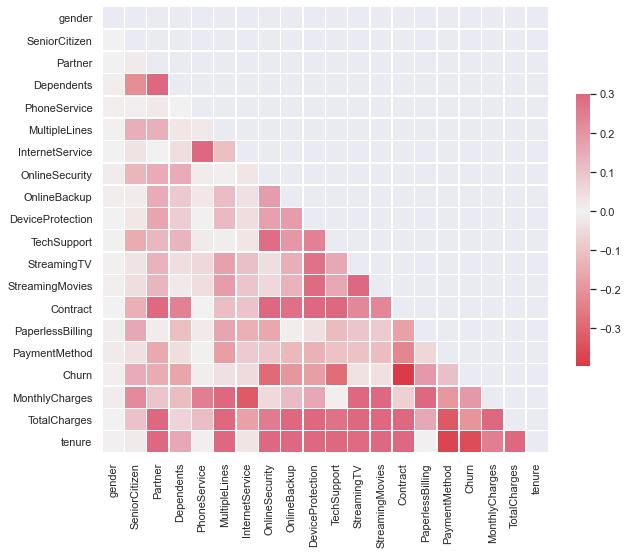 gender
SeniorCitizen
Partner
Dependents
PhoneService
MultipleLines
InternetService
OnlineSecurity
OnlineBackup
DeviceProtection
TechSupport
StreamingTV
StreamingMovies
Contract
PaperlessBilling
PaymentMethod
Churn
MonthlyCharges
TotalCharges
tenure
gender
SeniorCitizen
Partner
Dependents
PhoneService
MultipleLines
InternetService
OnlineSecurity
OnlineBackup
DeviceProtection
TechSupport
StreamingTV
StreamingMovies
Contract
PaperlessBilling
PaymentMethod
Churn
MonthlyCharges
TotalCharges
tenure
0.3
0.2
0.1
0.0
−0.1
−0.2
−0.3